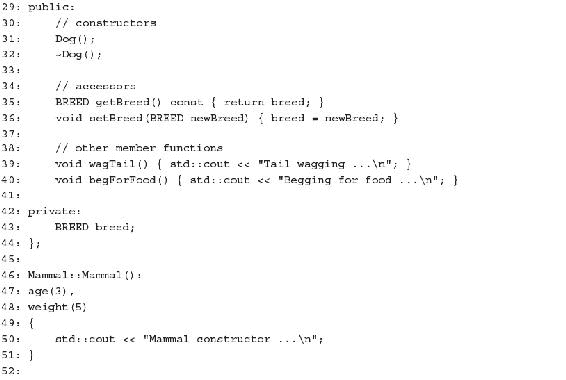 29: public:
30:     // constructors
31:     Dog();
32:     ~Dog();
33:
34:     // accessors
35:     BREED getBreed() const { return breed; }
36:     void setBreed(BREED newBreed) { breed = newBreed; }
37:
38:     // other member functions
39:     void wagTail() { std::cout << "Tail wagging ...\n"; }
40:     void begForFood() { std::cout << "Begging for food ...\n"; }
41:
42: private:
43:     BREED breed;
44: };
45:
46: Mammal::Mammal():
47: age(3),
48: weight(5)
49: {
50:     std::cout << "Mammal constructor ...\n";
51: }
52: